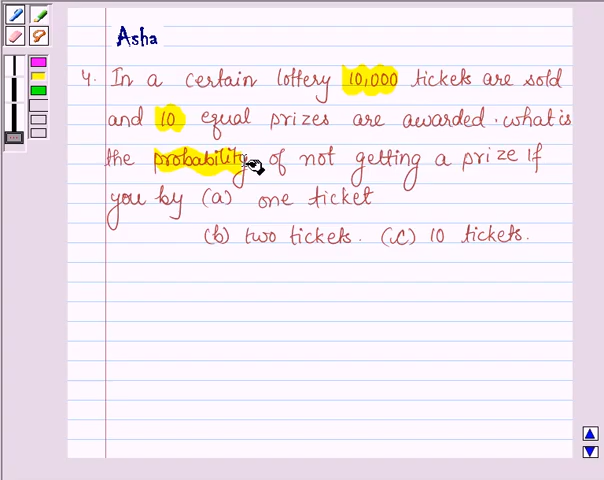 Asha
4. In a certain lottery 10,000 tickets are sold
and 10 equal prizes are awarded. what is
the probability of not getting a prize if
you by (a) one ticket
(b) two tickets. (c) 10 tickets.